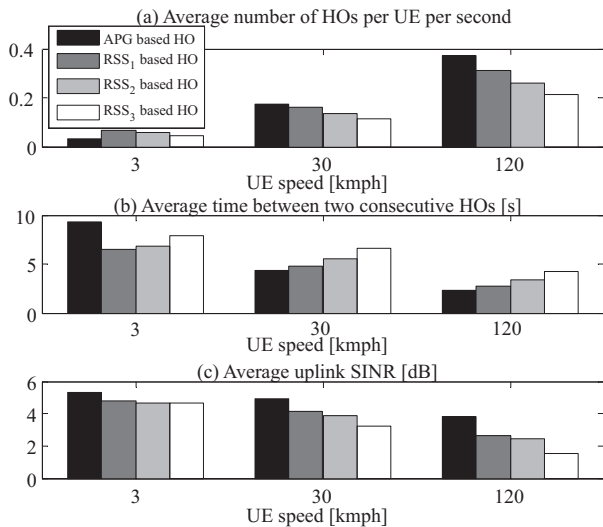 (a) Average number of HOs per UE per second
0.4
0.2
0
APG based HO
RSS1 based HO
RSS2 based HO
RSS3 based HO
3 30 120
UE speed [kmph]
(b) Average time between two consecutive HOs [s]
10
5
0
3 30 120
UE speed [kmph]
(c) Average uplink SINR [dB]
6
4
2
0
3 30 120
UE speed [kmph]